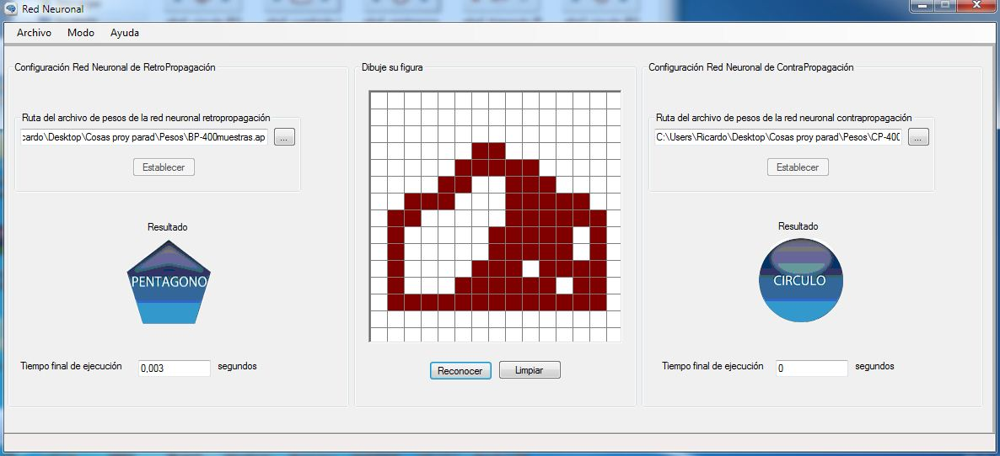 Red Neuronal
Archivo Modo Ayuda
Configuración Red Neuronal de RetroPropagación
Ruta del archivo de pesos de la red neuronal retropropagación
cardo\Desktop\Cosas proy parad\Pesos\BP-400muestras.ap
...
Establecer
Resultado
PENTAGONO
Tiempo final de ejecución 0,003 segundos
Dibuje su figura
Reconocer Limpiar
Configuración Red Neuronal de ContraPropagación
Ruta del archivo de pesos de la red neuronal contrapropagación
C:\Users\Ricardo\Desktop\Cosas proy parad\Pesos\CP-400
...
Establecer
Resultado
CIRCULO
Tiempo final de ejecución 0 segundos